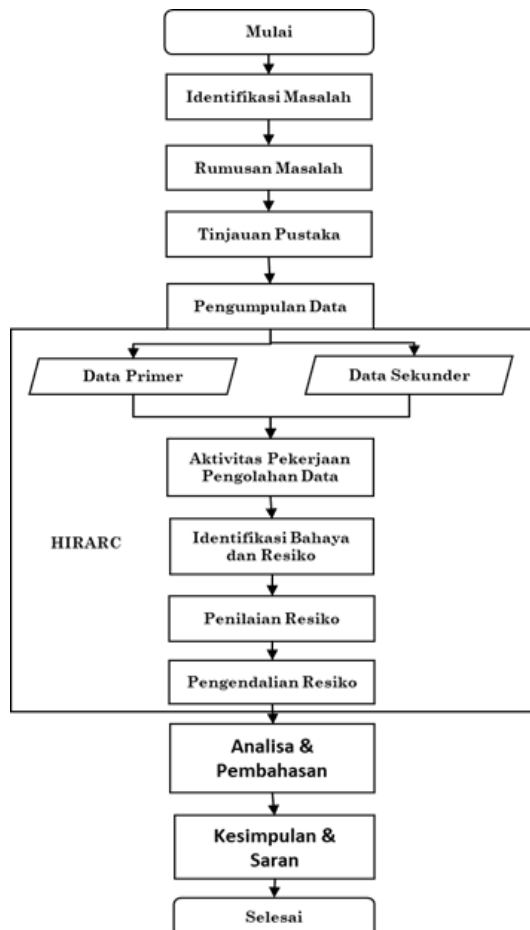 Mulai
Identifikasi Masalah
Rumusan Masalah
Tinjauan Pustaka
Pengumpulan Data
Data Primer
Data Sekunder
Aktivitas Pekerjaan
Pengolahan Data
HIRARC
Identifikasi Bahaya
dan Resiko
Penilaian Resiko
Pengendalian Resiko
Analisa &
Pembahasan
Kesimpulan &
Saran
Selesai